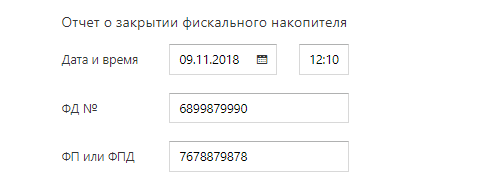 Отчет о закрытии фискального накопителя
Дата и время 09.11.2018 12:10
ФД № 6899879990
ФП или ФПД 7678879878